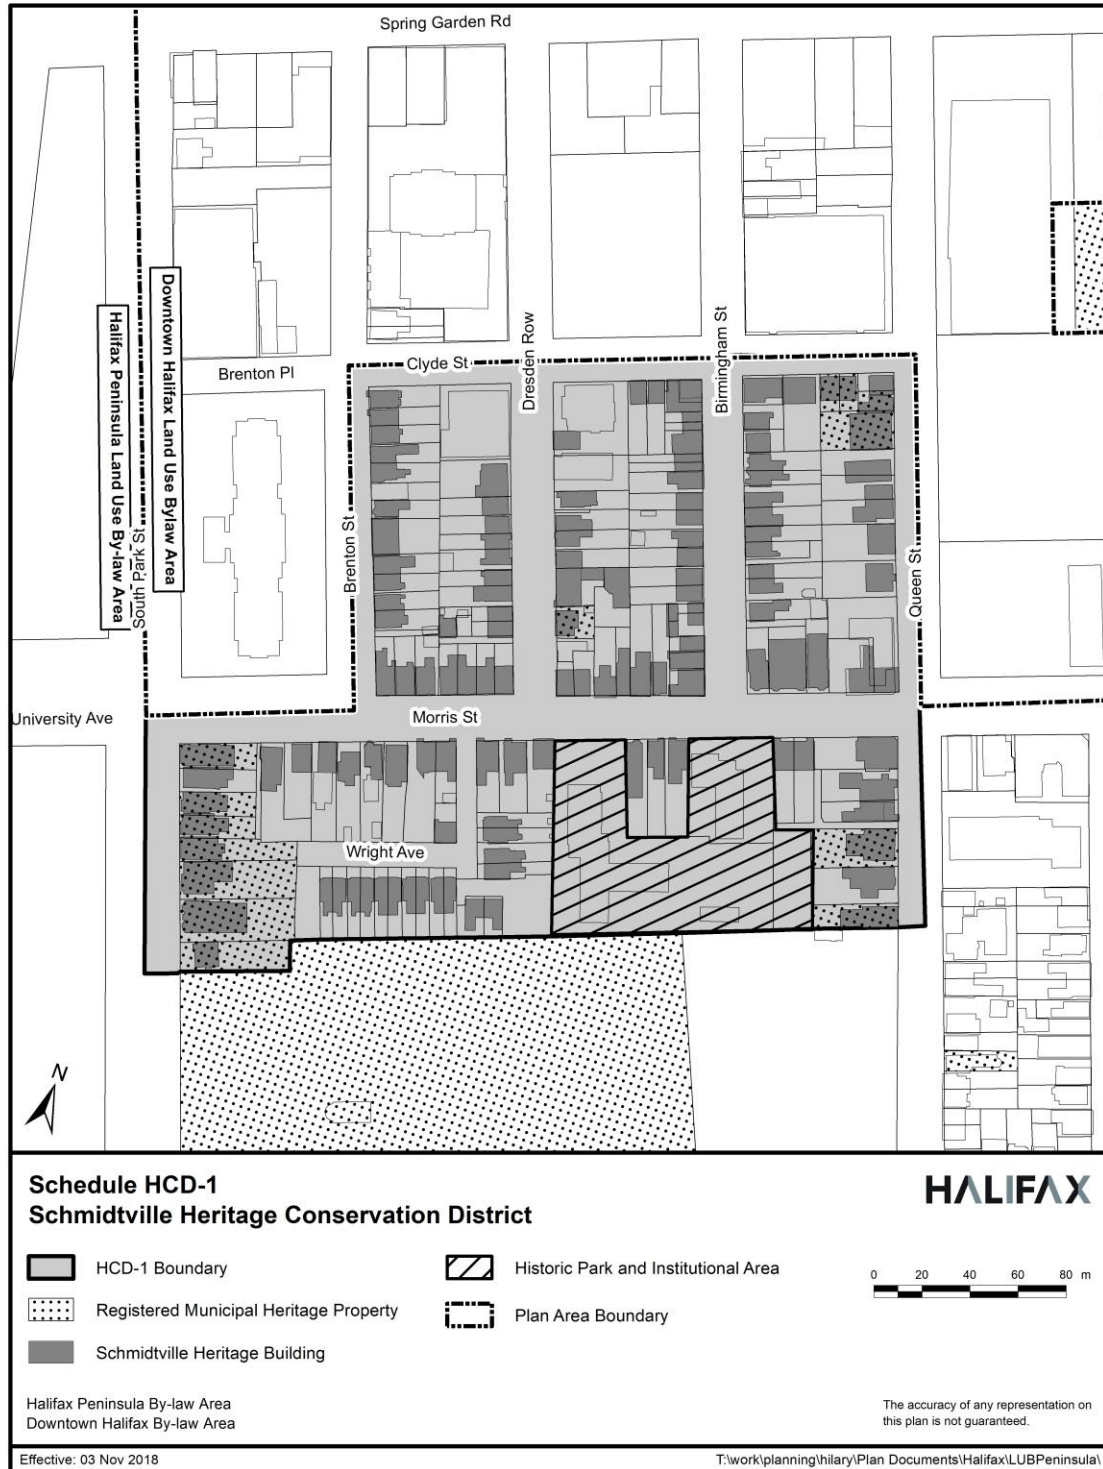 Spring Garden Rd
Downtown Halifax Land Use Bylaw Area
Halifax Peninsula Land Use By-law Area
South Park St
Brenton Pl
Clyde St
Dresden Row
Birmingham St
Brenton St
Queen St
University Ave
Morris St
Wright Ave
N
Schedule HCD-1
Schmidtville Heritage Conservation District
HALIFAX
HCD-1 Boundary
Historic Park and Institutional Area
0 20 40 60 80 m
Registered Municipal Heritage Property
Plan Area Boundary
Schmidtville Heritage Building
Halifax Peninsula By-law Area
Downtown Halifax By-law Area
The accuracy of any representation on
this plan is not guaranteed.
Effective: 03 Nov 2018
T:\work\planning\hilary\Plan Documents\Halifax\LUBPeninsula\